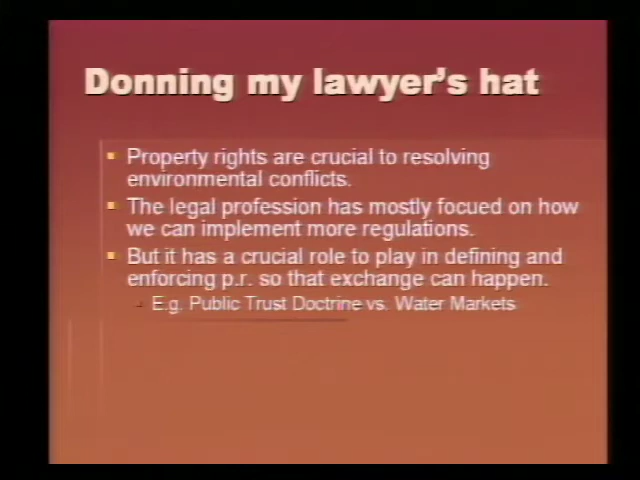 Donning my lawyer's hat
Property rights are crucial to resolving
environmental conflicts.
The legal profession has mostly focused on how
we can implement more regulations.
But it has a crucial role to play in defining and
enforcing p.r. so that exchange can happen.
E.g. Public Trust Doctrine vs. Water Markets